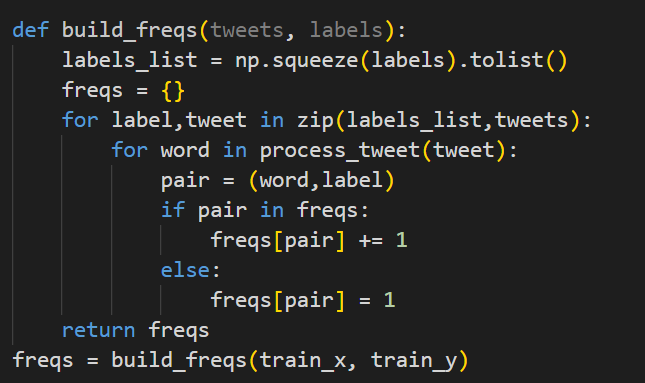 def build_freqs(tweets, labels):
    labels_list = np.squeeze(labels).tolist()
    freqs = {}
    for label,tweet in zip(labels_list,tweets):
        for word in process_tweet(tweet):
            pair = (word,label)
            if pair in freqs:
                freqs[pair] += 1
            else:
                freqs[pair] = 1
    return freqs
freqs = build_freqs(train_x, train_y)